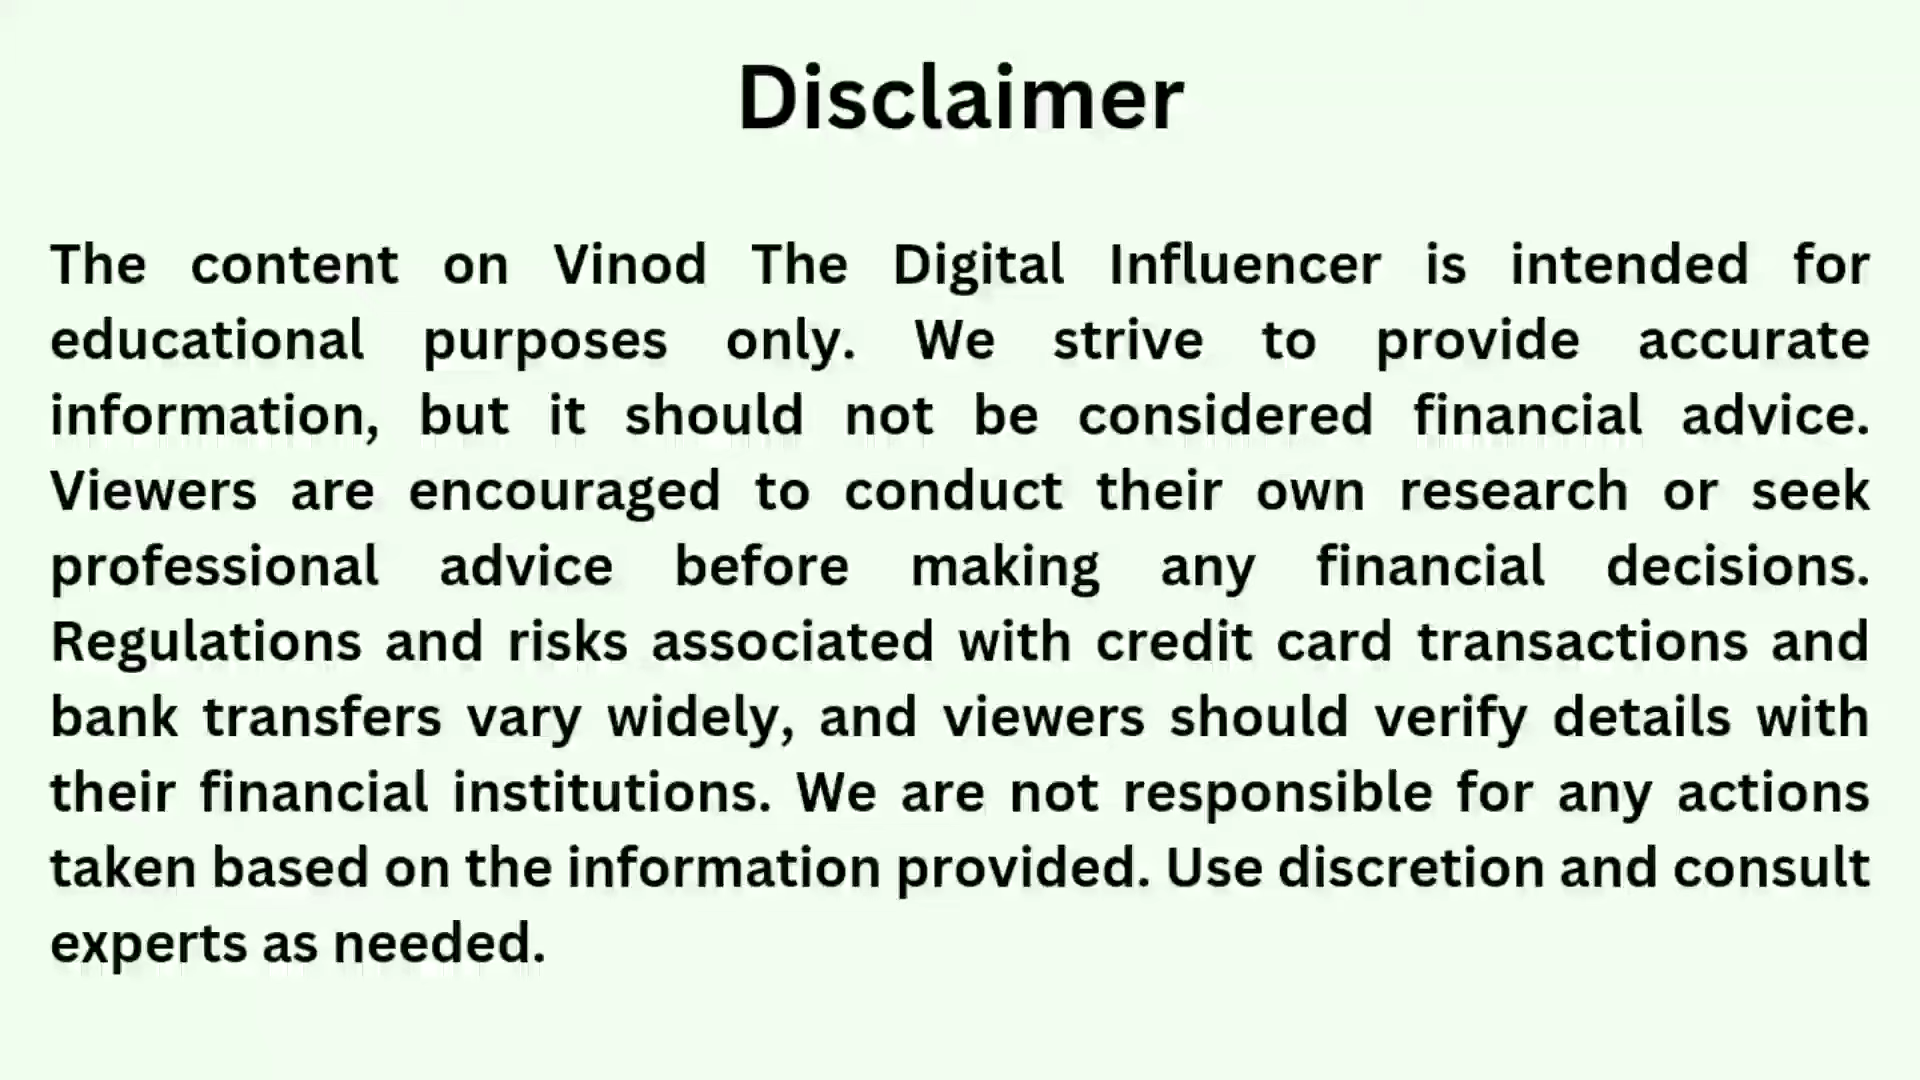 Disclaimer
The content on Vinod The Digital Influencer is intended for
educational purposes only. We strive to provide accurate
information, but it should not be considered financial advice.
Viewers are encouraged to conduct their own research or seek
professional advice before making any financial decisions.
Regulations and risks associated with credit card transactions and
bank transfers vary widely, and viewers should verify details with
their financial institutions. We are not responsible for any actions
taken based on the information provided. Use discretion and consult
experts as needed.